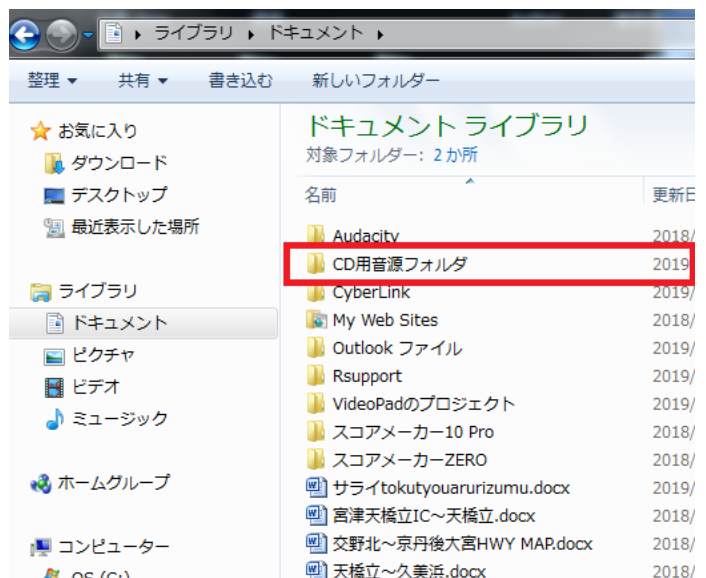 ライブラリ ドキュメント
整理 共有 書き込む 新しいフォルダー
お気に入り
ダウンロード
デスクトップ
最近表示した場所
ライブラリ
ドキュメント
ピクチャ
ビデオ
ミュージック
ホームグループ
コンピューター
OS (C:)
ドキュメント ライブラリ
対象フォルダー: 2 か所
名前 更新日
Audacity 2018/
CD用音源フォルダ 2019
CyberLink 2019/
My Web Sites 2018/
Outlook ファイル 2019/
Rsupport 2019/
VideoPadのプロジェクト 2019/
スコアメーカー10 Pro 2018/
スコアメーカーZERO 2018/
サライtokutyouarurizumu.docx 2019/
宮津天橋立IC～天橋立.docx 2018/
交野北～京丹後大宮HWY MAP.docx 2018/
天橋立～久美浜.docx 2018/